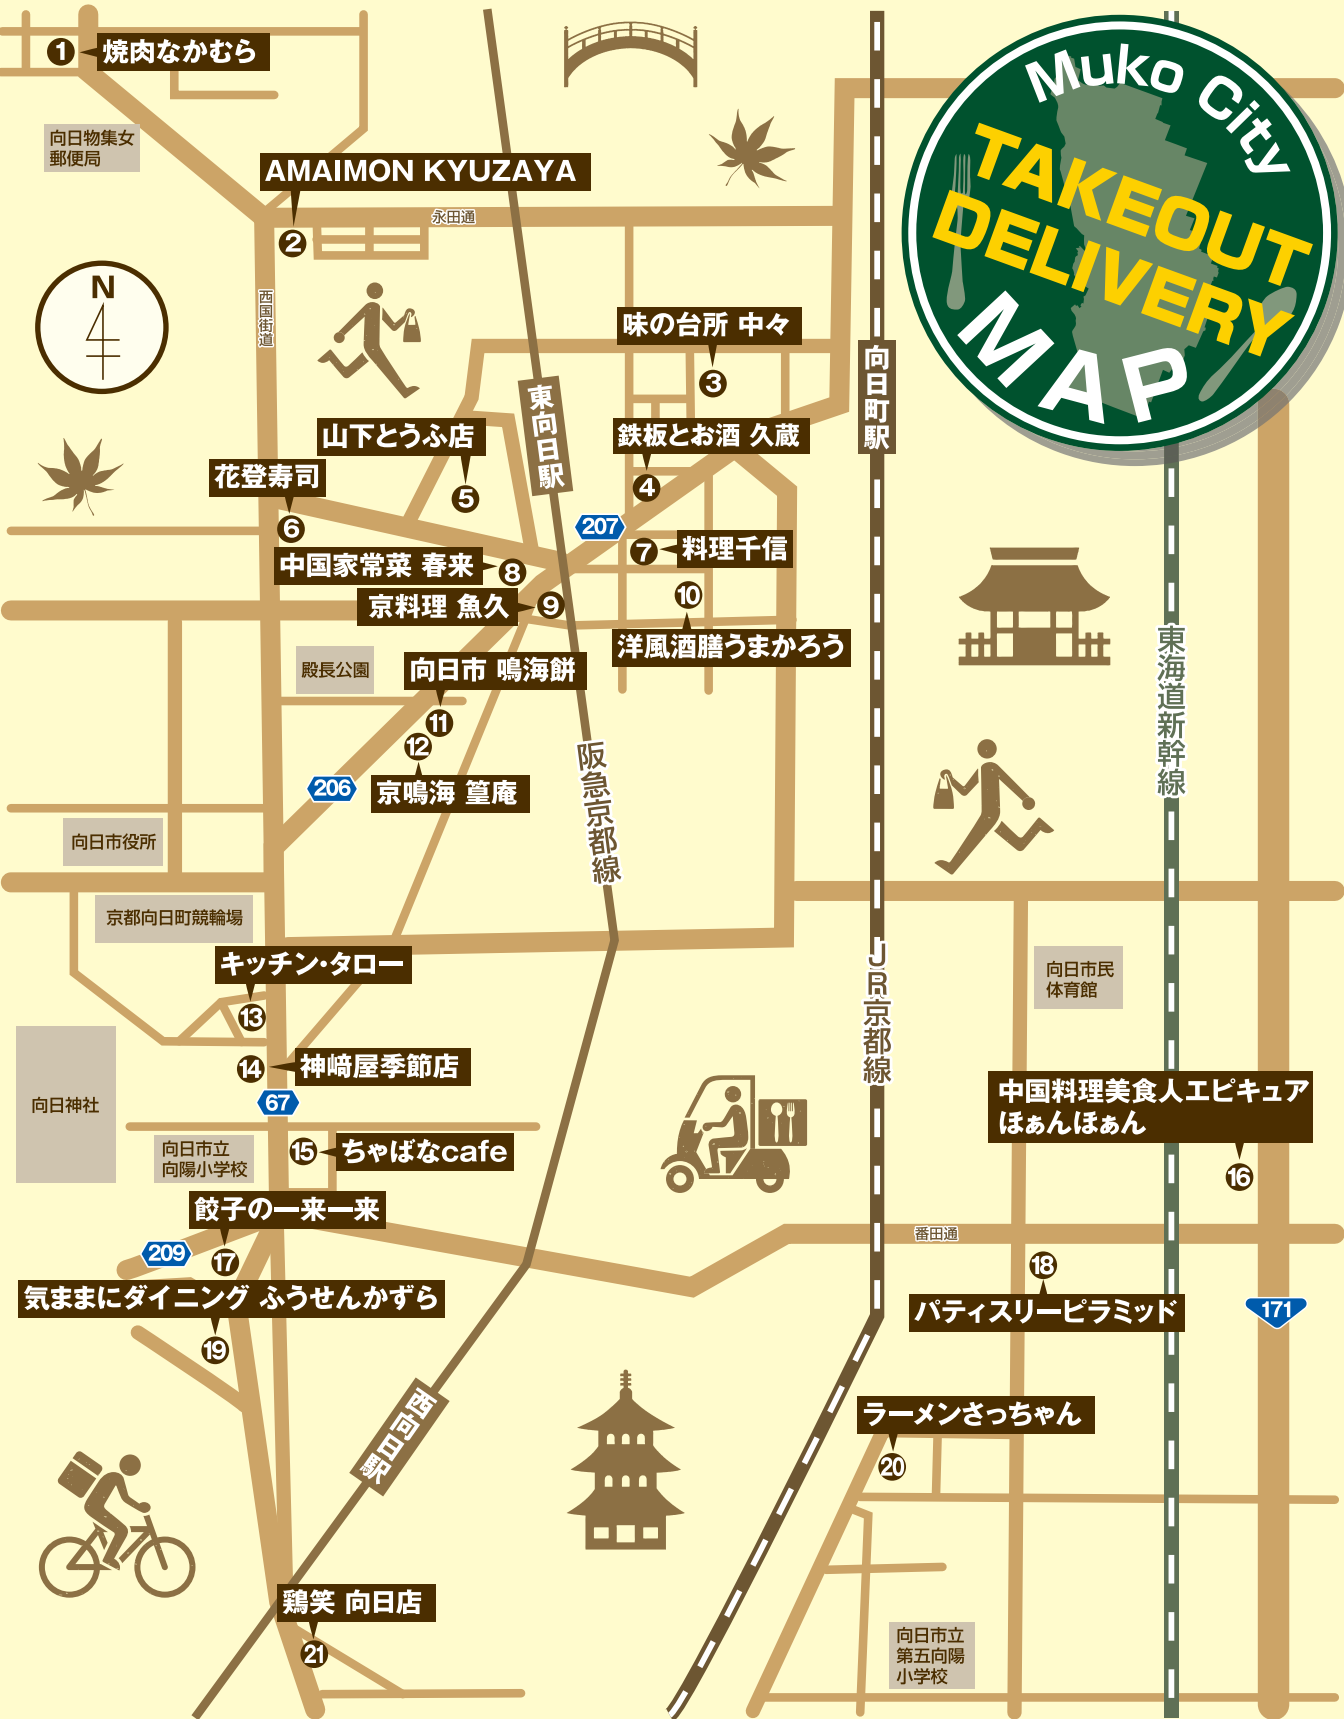 Muko City
TAKEOUT
DELIVERY
MAP
1
焼肉なかむら
向日物集女
郵便局
AMAIMON KYUZAYA
2
永田通
N
西国街道
味の台所 中々
3
向日町駅
東向日駅
山下とうふ店
5
鉄板とお酒 久蔵
4
花登寿司
6
207
7
料理千信
中国家常菜 春来
8
京料理 魚久
9
10
洋風酒膳うまかろう
殿長公園
向日市 鳴海餅
11
12
京鳴海 篁庵
206
阪急京都線
東海道新幹線
向日市役所
京都向日町競輪場
キッチン・タロー
13
JR京都線
向日市民
体育館
14
神﨑屋季節店
67
向日神社
向日市立
向陽小学校
15
ちゃばなcafe
中国料理美食人エピキュア
ほぁんほぁん
16
餃子の一来一来
17
209
番田通
18
パティスリーピラミッド
171
気ままにダイニング ふうせんかずら
19
西向日駅
ラーメンさっちゃん
20
鶏笑 向日店
21
向日市立
第五向陽
小学校